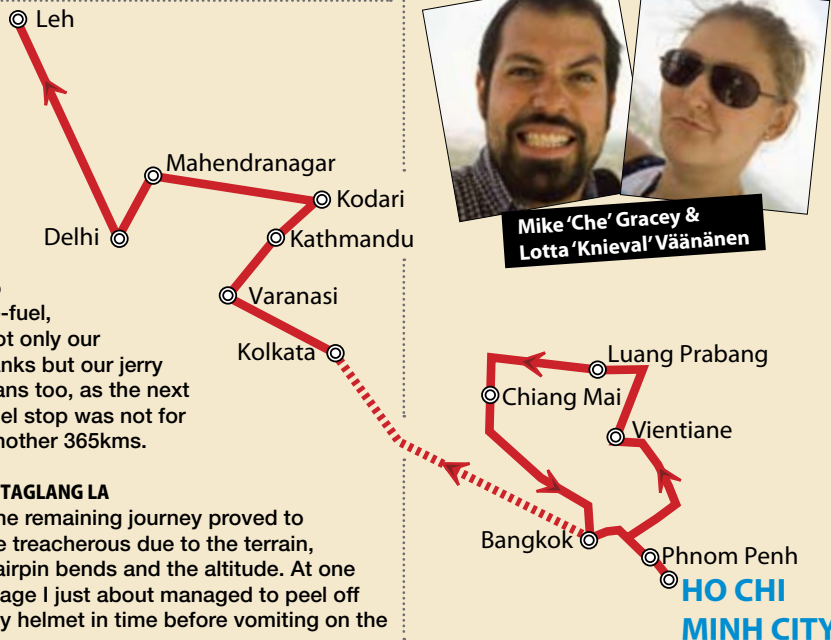 Leh
Mahendranagar
Kodari
Delhi
Kathmandu
Varanasi
Kolkata
Mike 'Che' Gracey &
Lotta 'Knieval' Väänänen
Luang Prabang
Chiang Mai
Vientiane
Bangkok
Phnom Penh
HO CHI
MINH CITY
-fuel,
ot only our
anks but our jerry
ans too, as the next
el stop was not for
nother 365kms.
TAGLANG LA
he remaining journey proved to
e treacherous due to the terrain,
airpin bends and the altitude. At one
age I just about managed to peel off
y helmet in time before vomiting on the